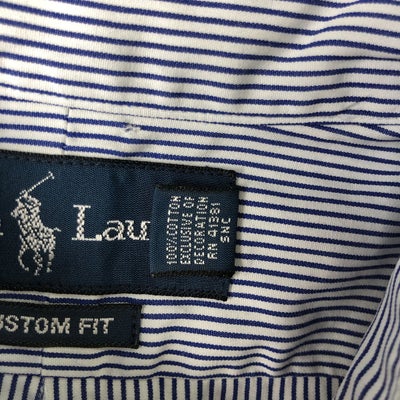 Lau
100% COTTON
EXCLUSIVE OF
DECORATION
RN 41381
SNC
USTOM FIT